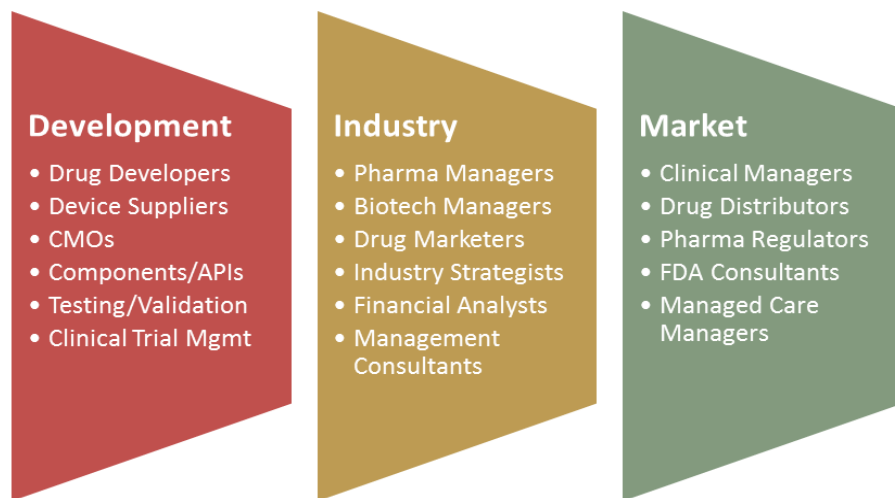 Development
• Drug Developers
• Device Suppliers
• CMOs
• Components/APIs
• Testing/Validation
• Clinical Trial Mgmt
Industry
• Pharma Managers
• Biotech Managers
• Drug Marketers
• Industry Strategists
• Financial Analysts
• Management
Consultants
Market
• Clinical Managers
• Drug Distributors
• Pharma Regulators
• FDA Consultants
• Managed Care
Managers